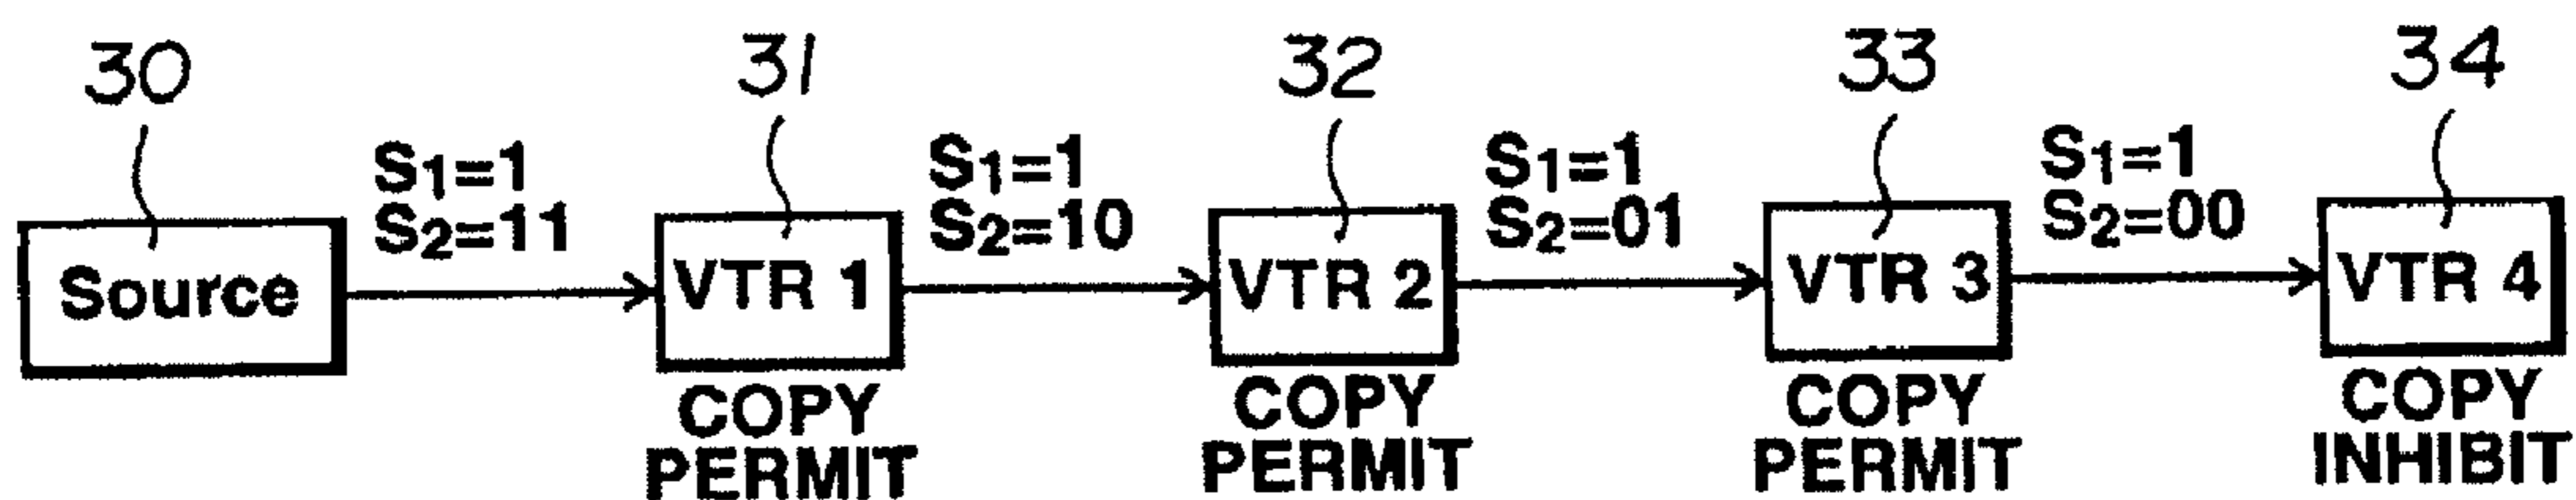 30
31
32
33
34
S1=1
S2=11
S1=1
S2=10
S1=1
S2=01
S1=1
S2=00
Source
VTR 1
VTR 2
VTR 3
VTR 4
COPY
PERMIT
COPY
PERMIT
COPY
PERMIT
COPY
INHIBIT